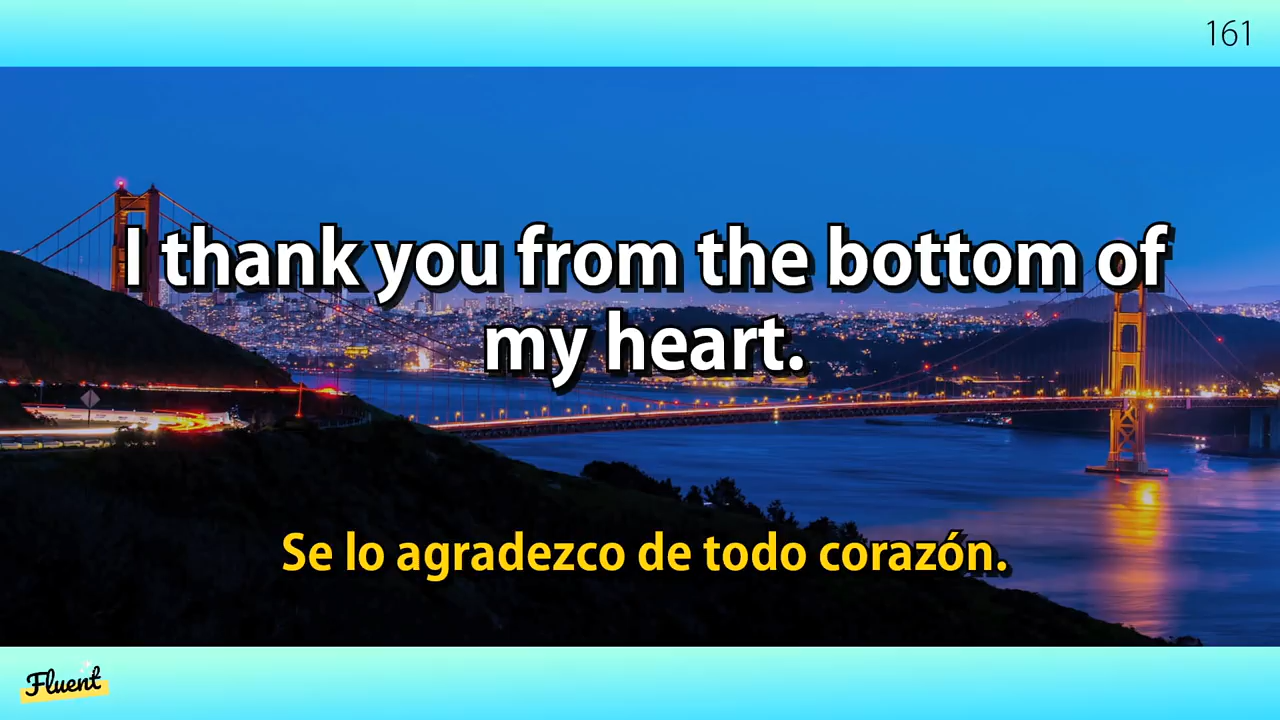 161
I thank you from the bottom of
my heart.
Se lo agradezco de todo corazón.
Fluent